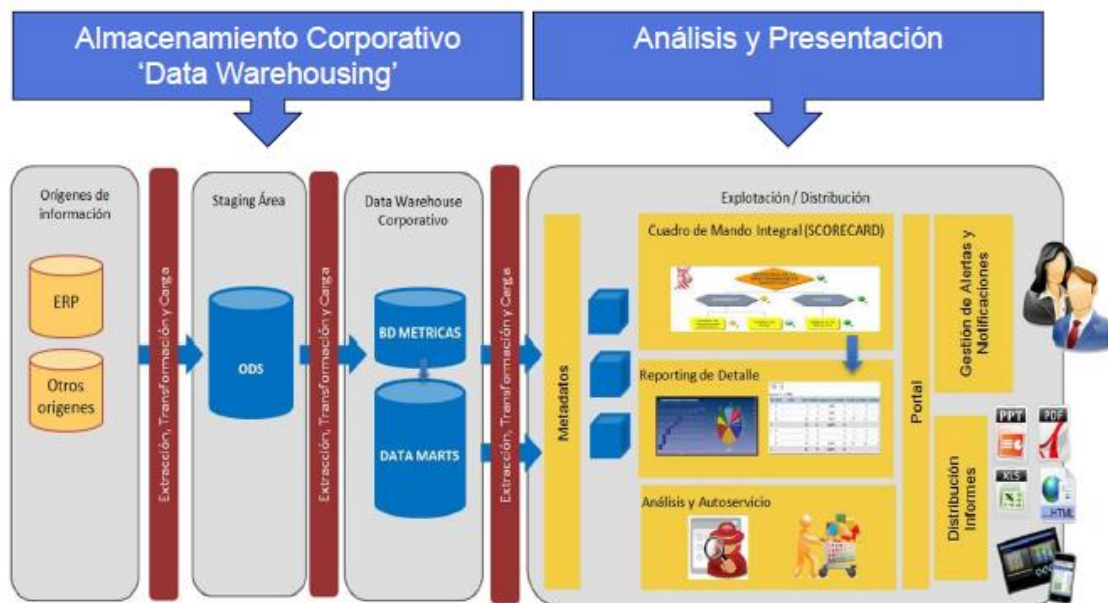 Almacenamiento Corporativo
‘Data Warehousing’
Análisis y Presentación
Orígenes de
información
ERP
Otros
orígenes
Extracción, Transformación y Carga
Staging Área
ODS
Extracción, Transformación y Carga
Data Warehouse
Corporativo
BD METRICAS
DATA MARTS
Extracción, Transformación y Carga
Explotación / Distribución
Metadatos
Cuadro de Mando Integral (SCORECARD)
Reporting de Detalle
Análisis y Autoservicio
Portal
Gestión de Alertas y
Notificaciones
Distribución
Informes
PPT
PDF
XLS
...HTML